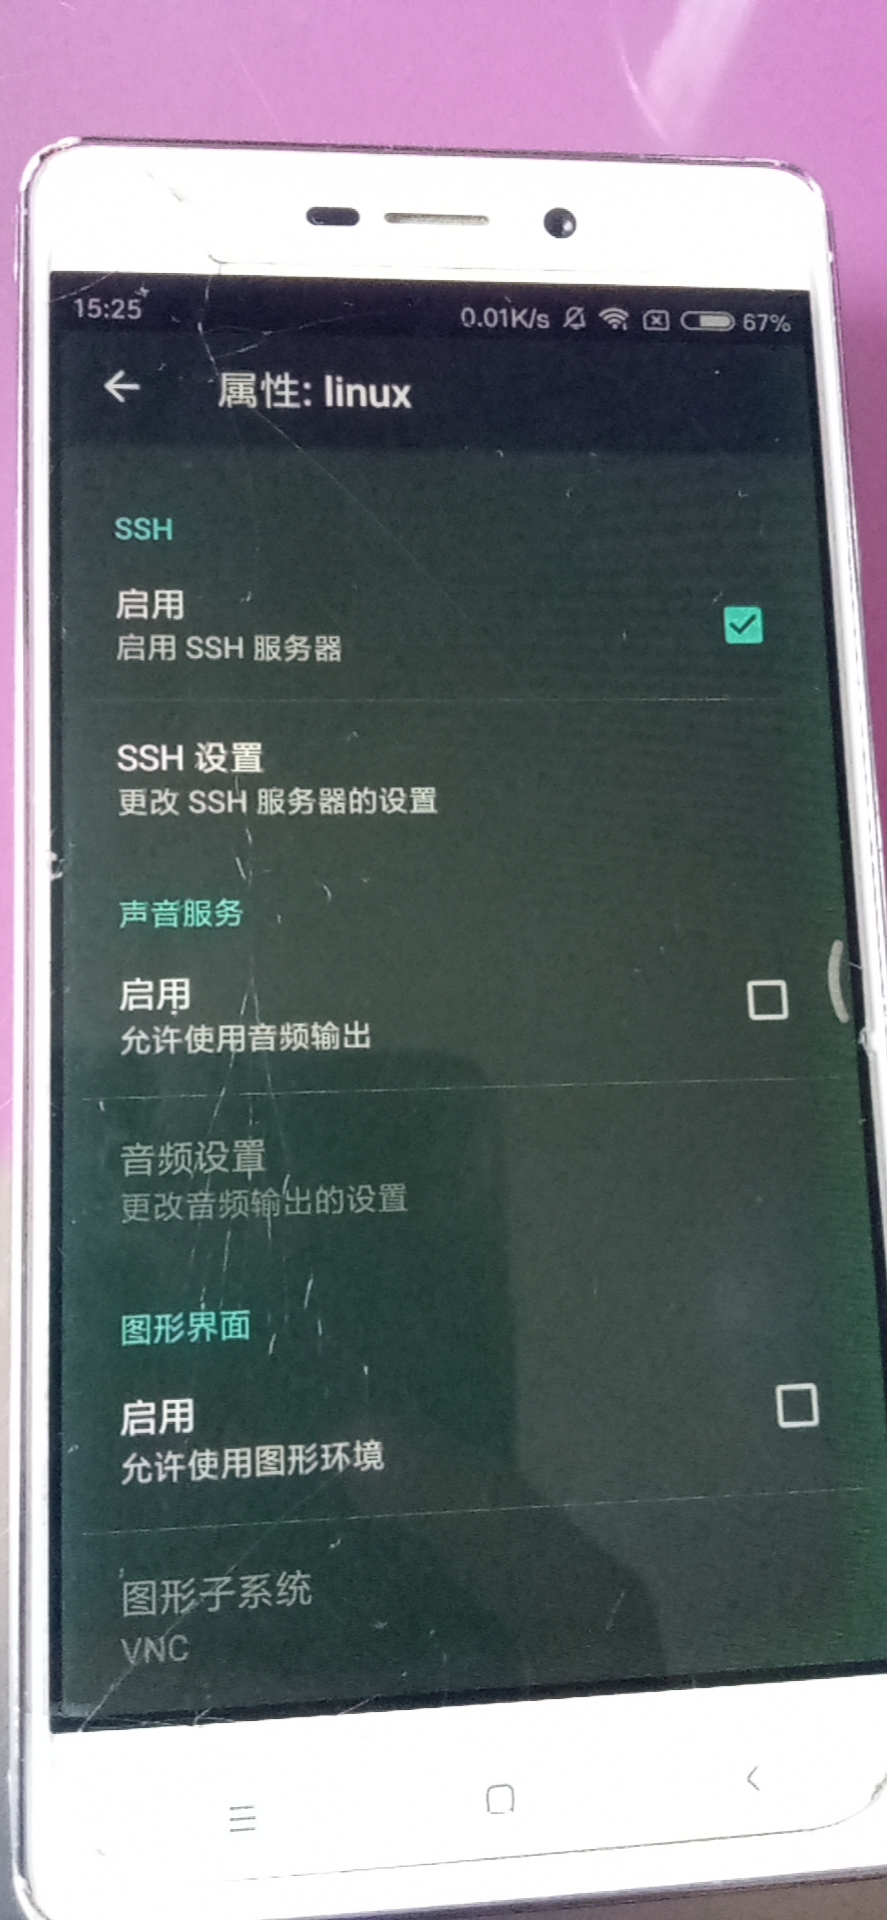 15:25
0.01K/s 67%
属性: linux
SSH
启用
启用 SSH 服务器
SSH 设置
更改 SSH 服务器的设置
声音服务
启用
允许使用音频输出
音频设置
更改音频输出的设置
图形界面
启用
允许使用图形环境
图形子系统
VNC